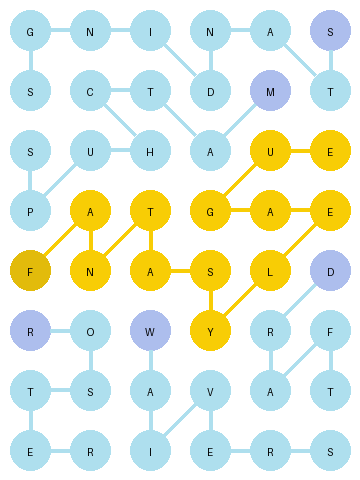 G N I N A S
S C T D M T
S U H A U E
P A T G A E
F N A S L D
R O W Y R F
T S A V A T
E R I E R S